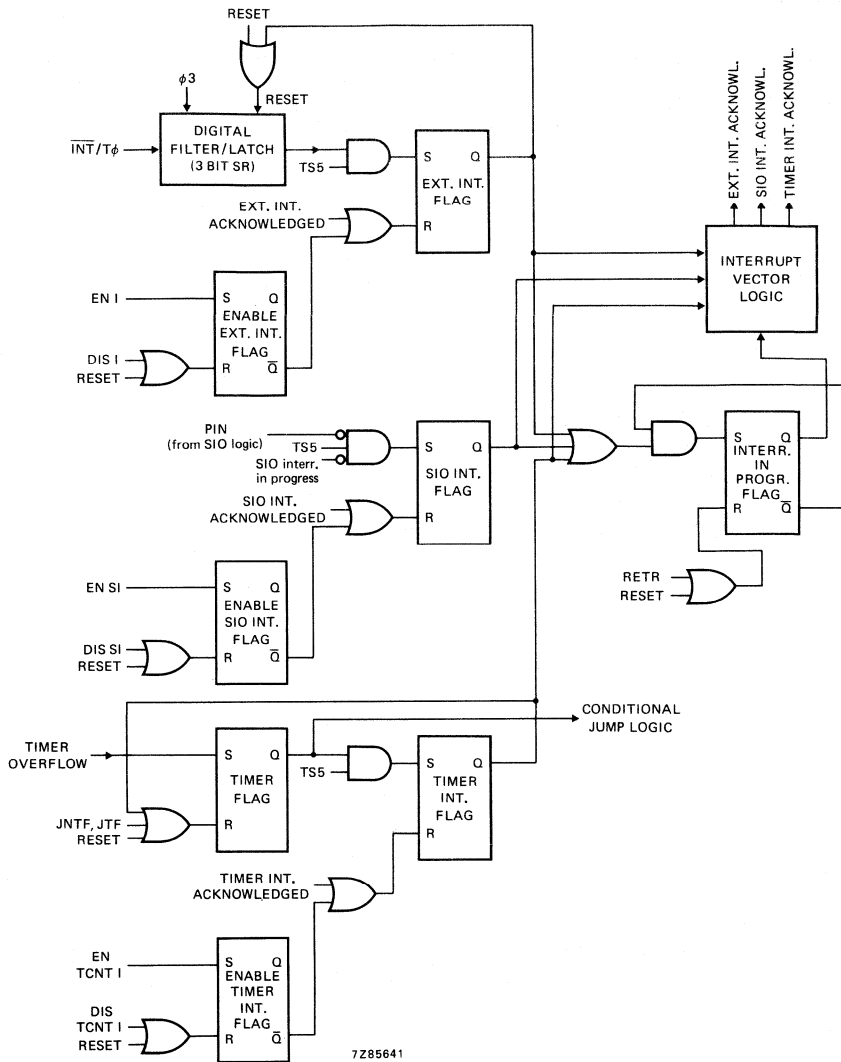 RESET
φ3
RESET
INT/Tφ
DIGITAL
FILTER/LATCH
(3 BIT SR)
TS5
S Q
EXT. INT.
FLAG
R
EXT. INT.
ACKNOWLEDGED
EXT. INT. ACKNOWL.
SIO INT. ACKNOWL.
TIMER INT. ACKNOWL.
INTERRUPT
VECTOR
LOGIC
EN I
S Q
ENABLE
EXT. INT.
FLAG
R Q
DIS I
RESET
PIN
(from SIO logic)
TS5
SIO interr.
in progress
S Q
SIO INT.
FLAG
R
SIO INT.
ACKNOWLEDGED
S Q
INTERR.
IN
PROGR.
FLAG
R Q
RETR
RESET
EN SI
S Q
ENABLE
SIO INT.
FLAG
R Q
DIS SI
RESET
CONDITIONAL
JUMP LOGIC
TIMER
OVERFLOW
S Q
TIMER
FLAG
R
JNTF, JTF
RESET
TS5
S Q
TIMER
INT.
FLAG
R
TIMER INT.
ACKNOWLEDGED
EN
TCNT I
S Q
ENABLE
TIMER
INT.
FLAG
R Q
DIS
TCNT I
RESET
7Z85641